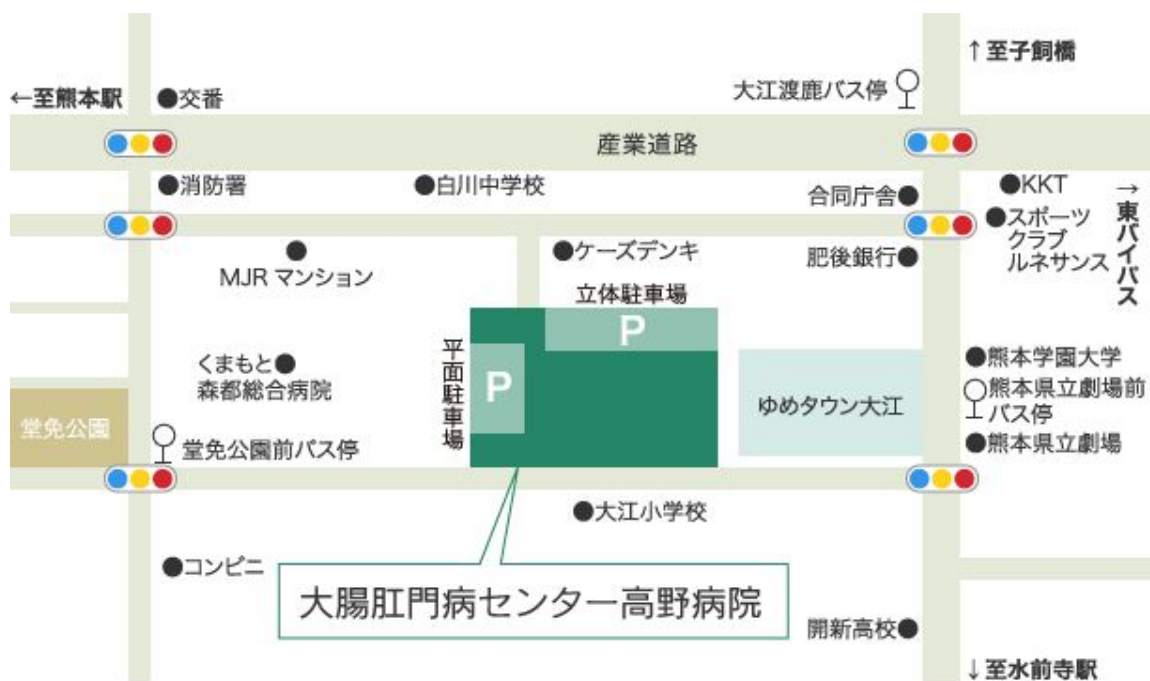 ↑至子飼橋
大江渡鹿バス停
←至熊本駅
交番
産業道路
消防署
白川中学校
合同庁舎
KKT
→東バイパス
スポーツ
クラブ
ルネサンス
MJRマンション
ケーズデンキ
肥後銀行
立体駐車場
P
平面駐車場
P
くまもと
森都総合病院
ゆめタウン大江
熊本学園大学
熊本県立劇場前
バス停
熊本県立劇場
堂免公園
堂免公園前バス停
大江小学校
コンビニ
大腸肛門病センター高野病院
開新高校
↓至水前寺駅